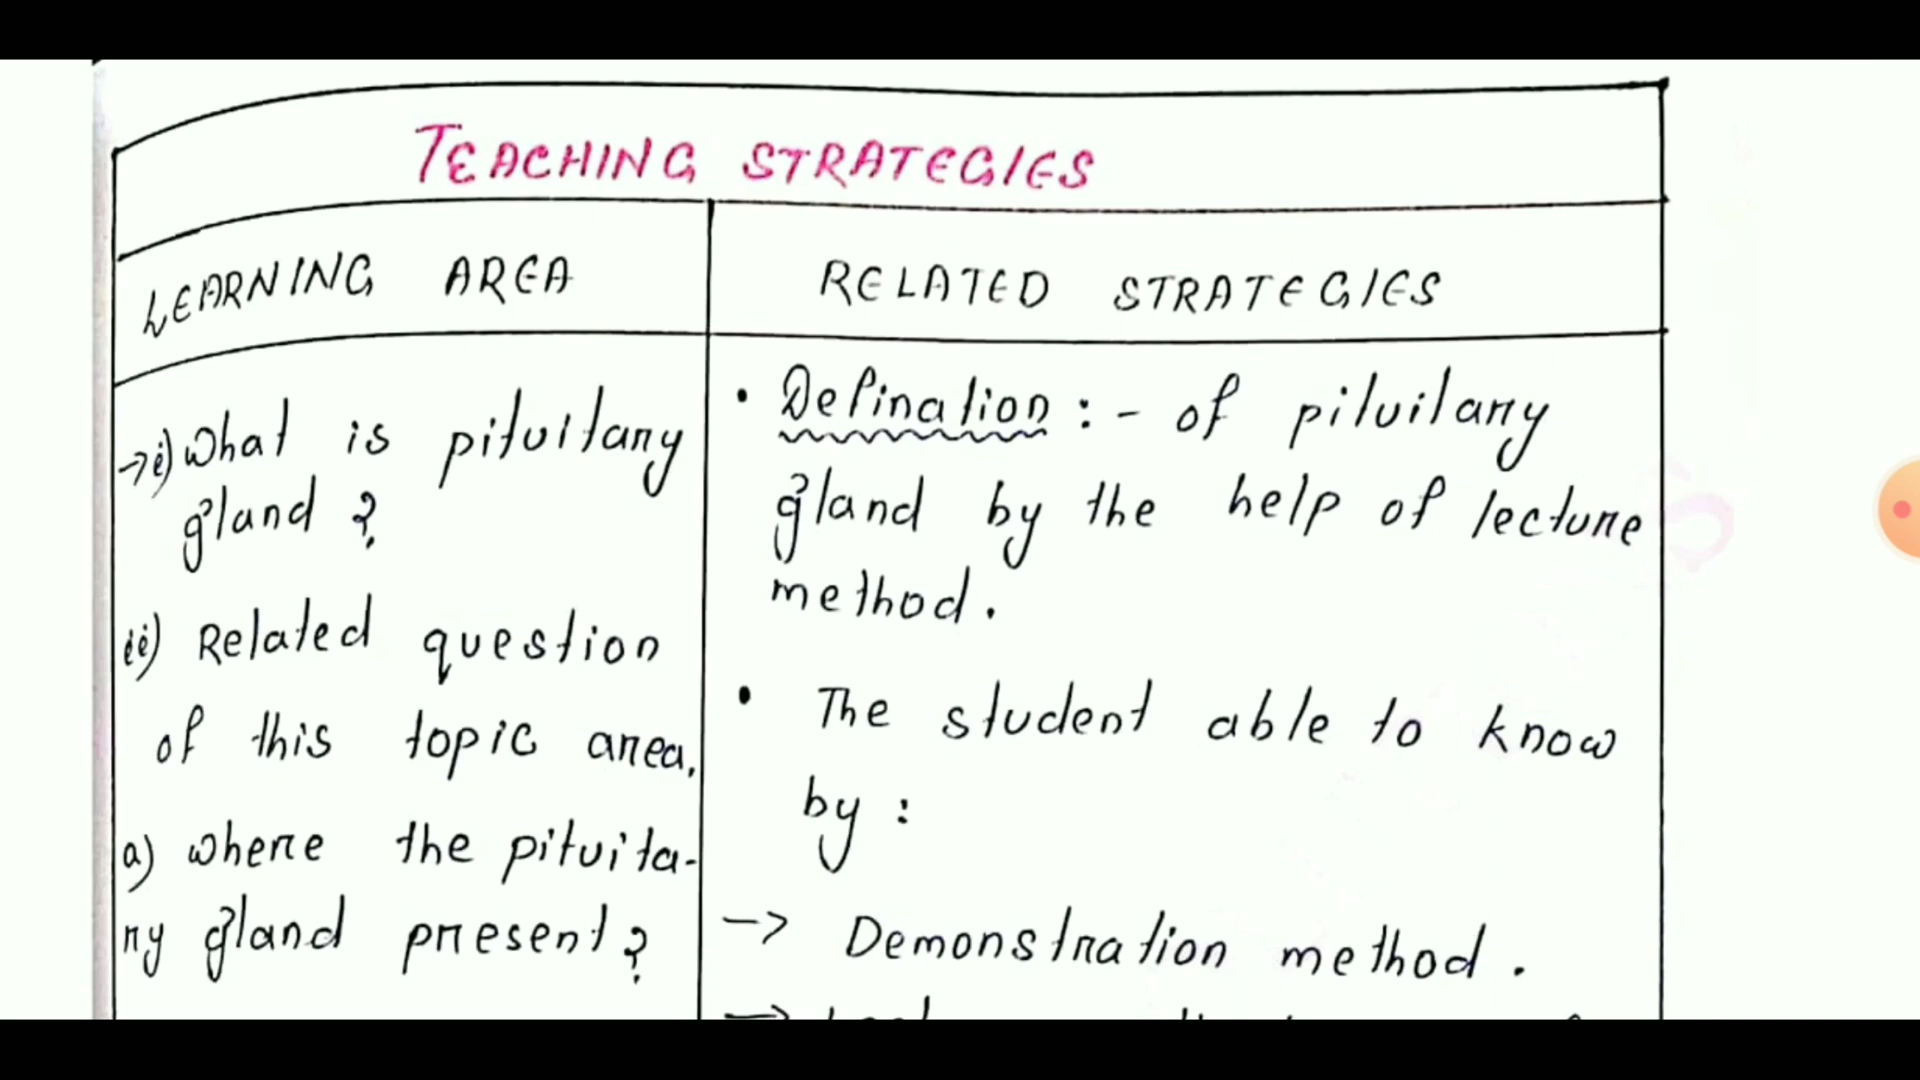 TEACHING STRATEGIES
LEARNING AREA
→i) What is pituitary
gland ?
ii) Related question
of this topic area.
a) where the pituita-
ry gland present?
RELATED STRATEGIES
• Defination : - of pituitary
gland by the help of lecture
method.
• The student able to know
by :
→ Demonstration method.